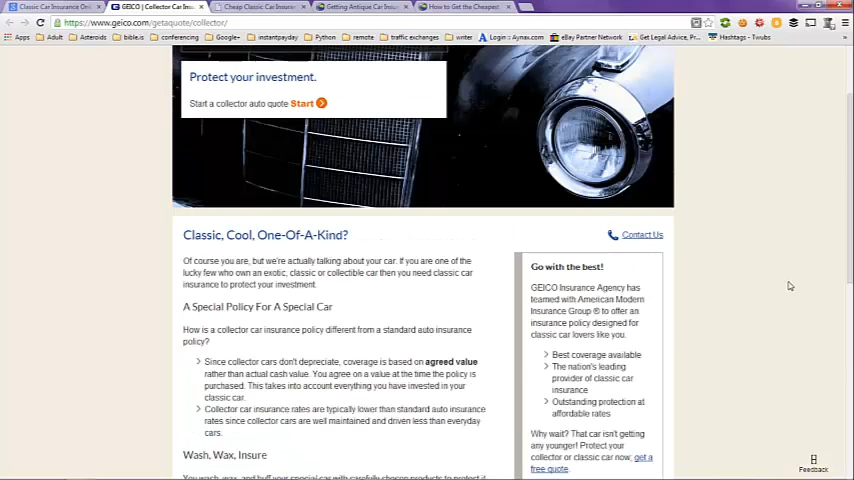 Classic Car Insurance Onl
GEICO | Collector Car Insu
Cheap Classic Car Insuran
Getting Antique Car Insur
How to Get the Cheapest
https://www.geico.com/getaquote/collector/
Apps
Adult
Asteroids
bible.is
conferencing
Google+
instantpayday
Python
remote
traffic exchanges
writer
Login :: Aynax.com
eBay Partner Network
Get Legal Advice, Pr...
Hashtags - Twubs
Protect your investment.
Start a collector auto quote Start
Classic, Cool, One-Of-A-Kind?
Contact Us
Of course you are, but we're actually talking about your car. If you are one of the
lucky few who own an exotic, classic or collectible car then you need classic car
insurance to protect your investment.
A Special Policy For A Special Car
How is a collector car insurance policy different from a standard auto insurance
policy?
Since collector cars don't depreciate, coverage is based on agreed value
rather than actual cash value. You agree on a value at the time the policy is
purchased. This takes into account everything you have invested in your
classic car.
Collector car insurance rates are typically lower than standard auto insurance
rates since collector cars are well maintained and driven less than everyday
cars.
Wash, Wax, Insure
You wash, wax, and buff your special car with carefully chosen products to protect it
Go with the best!
GEICO Insurance Agency has
teamed with American Modern
Insurance Group ® to offer an
insurance policy designed for
classic car lovers like you.
Best coverage available
The nation's leading
provider of classic car
insurance
Outstanding protection at
affordable rates
Why wait? That car isn't getting
any younger! Protect your
collector or classic car now, get a
free quote.
Feedback